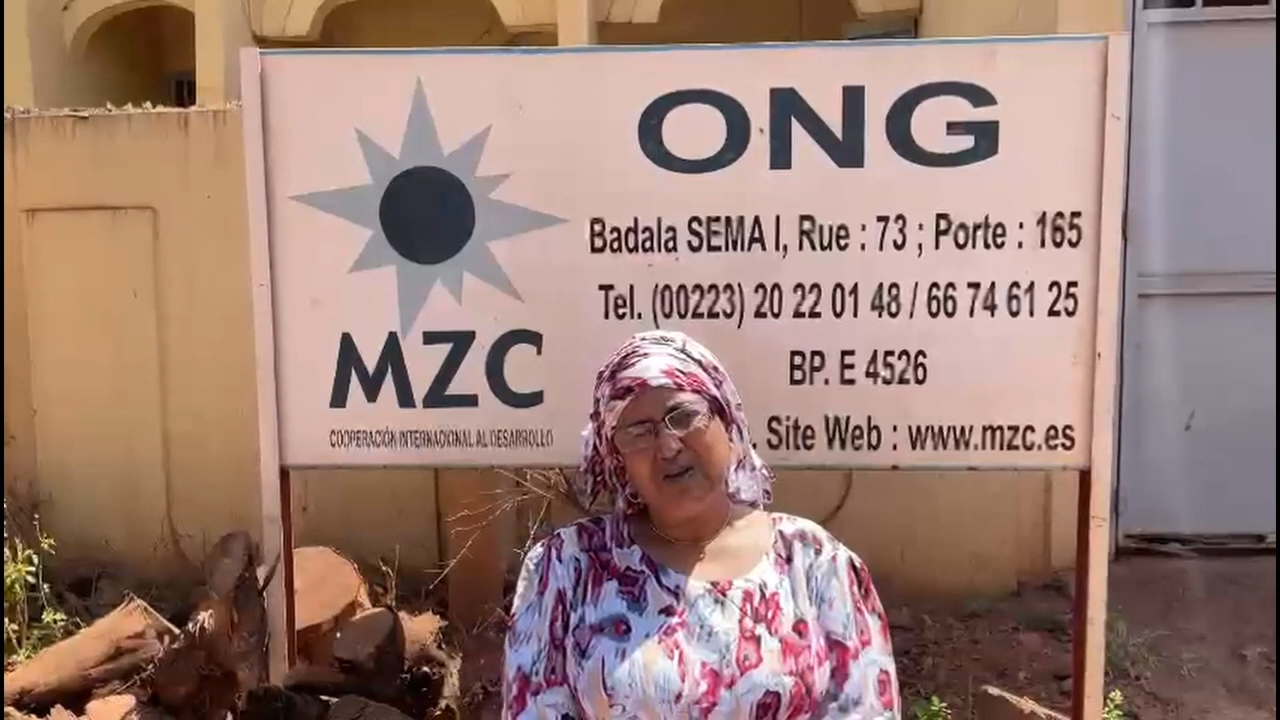 ONG
Badala SEMA I, Rue : 73 ; Porte : 165
Tel. (00223) 20 22 01 48 / 66 74 61 25
BP. E 4526
. Site Web : www.mzc.es
MZC
COOPERACIÓN INTERNACIONAL AL DESARROLLO